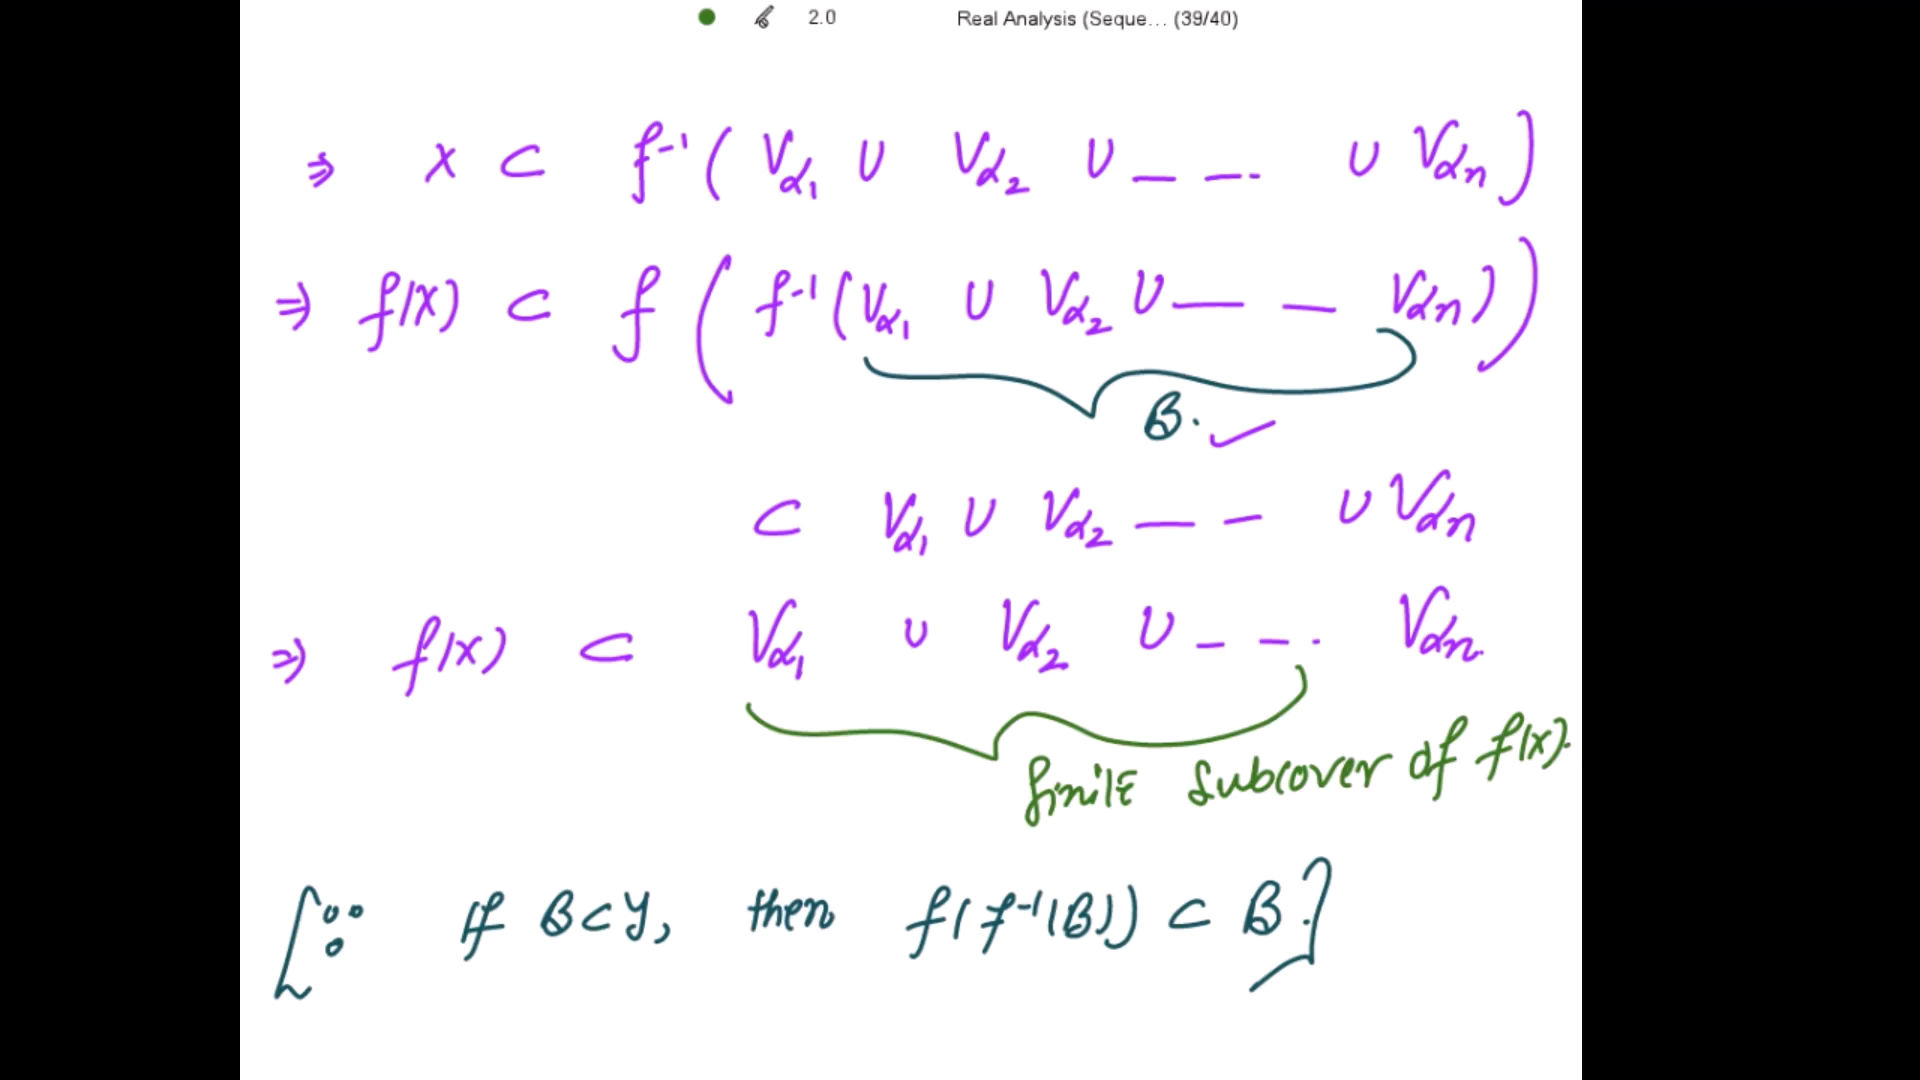 2.0 Real Analysis (Seque... (39/40)
⇒ X ⊂ f⁻¹( Vα₁ ∪ Vα₂ ∪ _ _ .. ∪ Vαₙ )
⇒ f(X) ⊂ f ( f⁻¹(Vα₁ ∪ Vα₂ ∪ — — Vαₙ) )
B. ✓
⊂ Vα₁ ∪ Vα₂ — — ∪ Vαₙ
⇒ f(X) ⊂ Vα₁ ∪ Vα₂ ∪ _ _ .. Vαₙ.
finite Subcover of f(X).
[∵ If B⊂Y, then f(f⁻¹(B)) ⊂ B.]